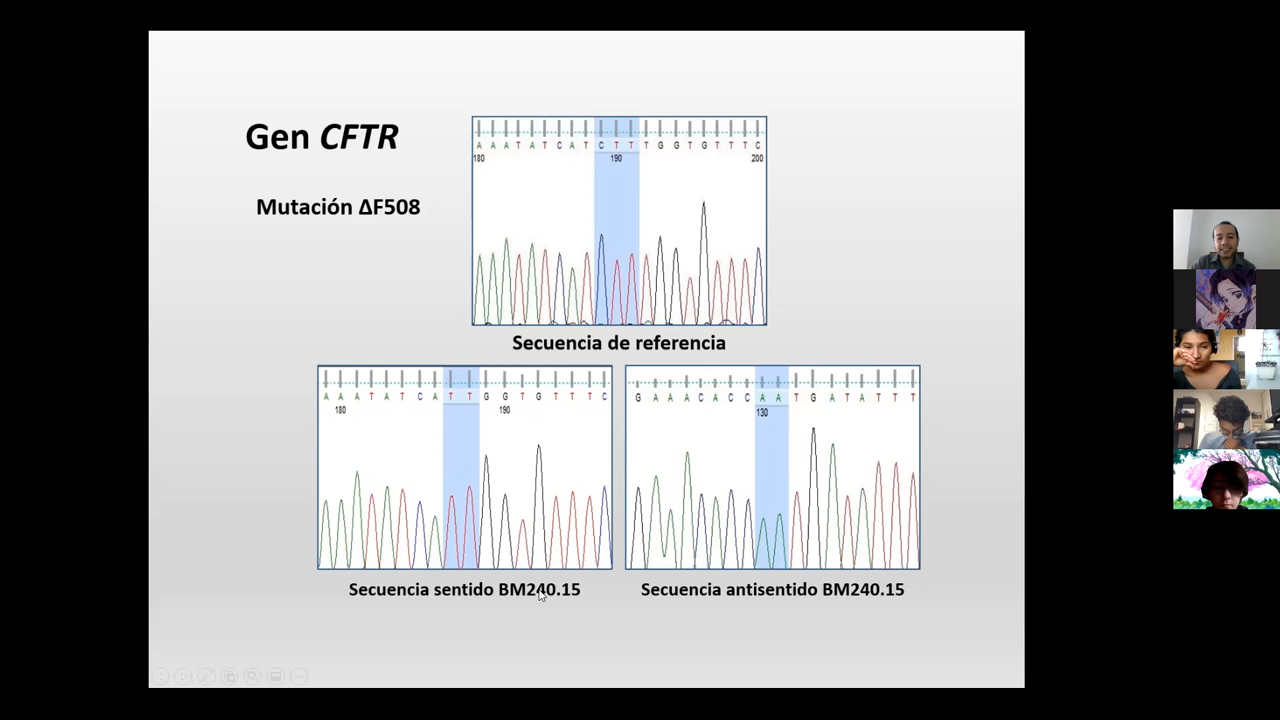 Gen CFTR
Mutación ΔF508
A A A T A T C A T C T T T G G T G T T T C
180 190 200
Secuencia de referencia
A A A T A T C A T T G G T G T T T C
180 190
G A A A C A C C A A T G A T A T T T
130
Secuencia sentido BM240.15
Secuencia antisentido BM240.15